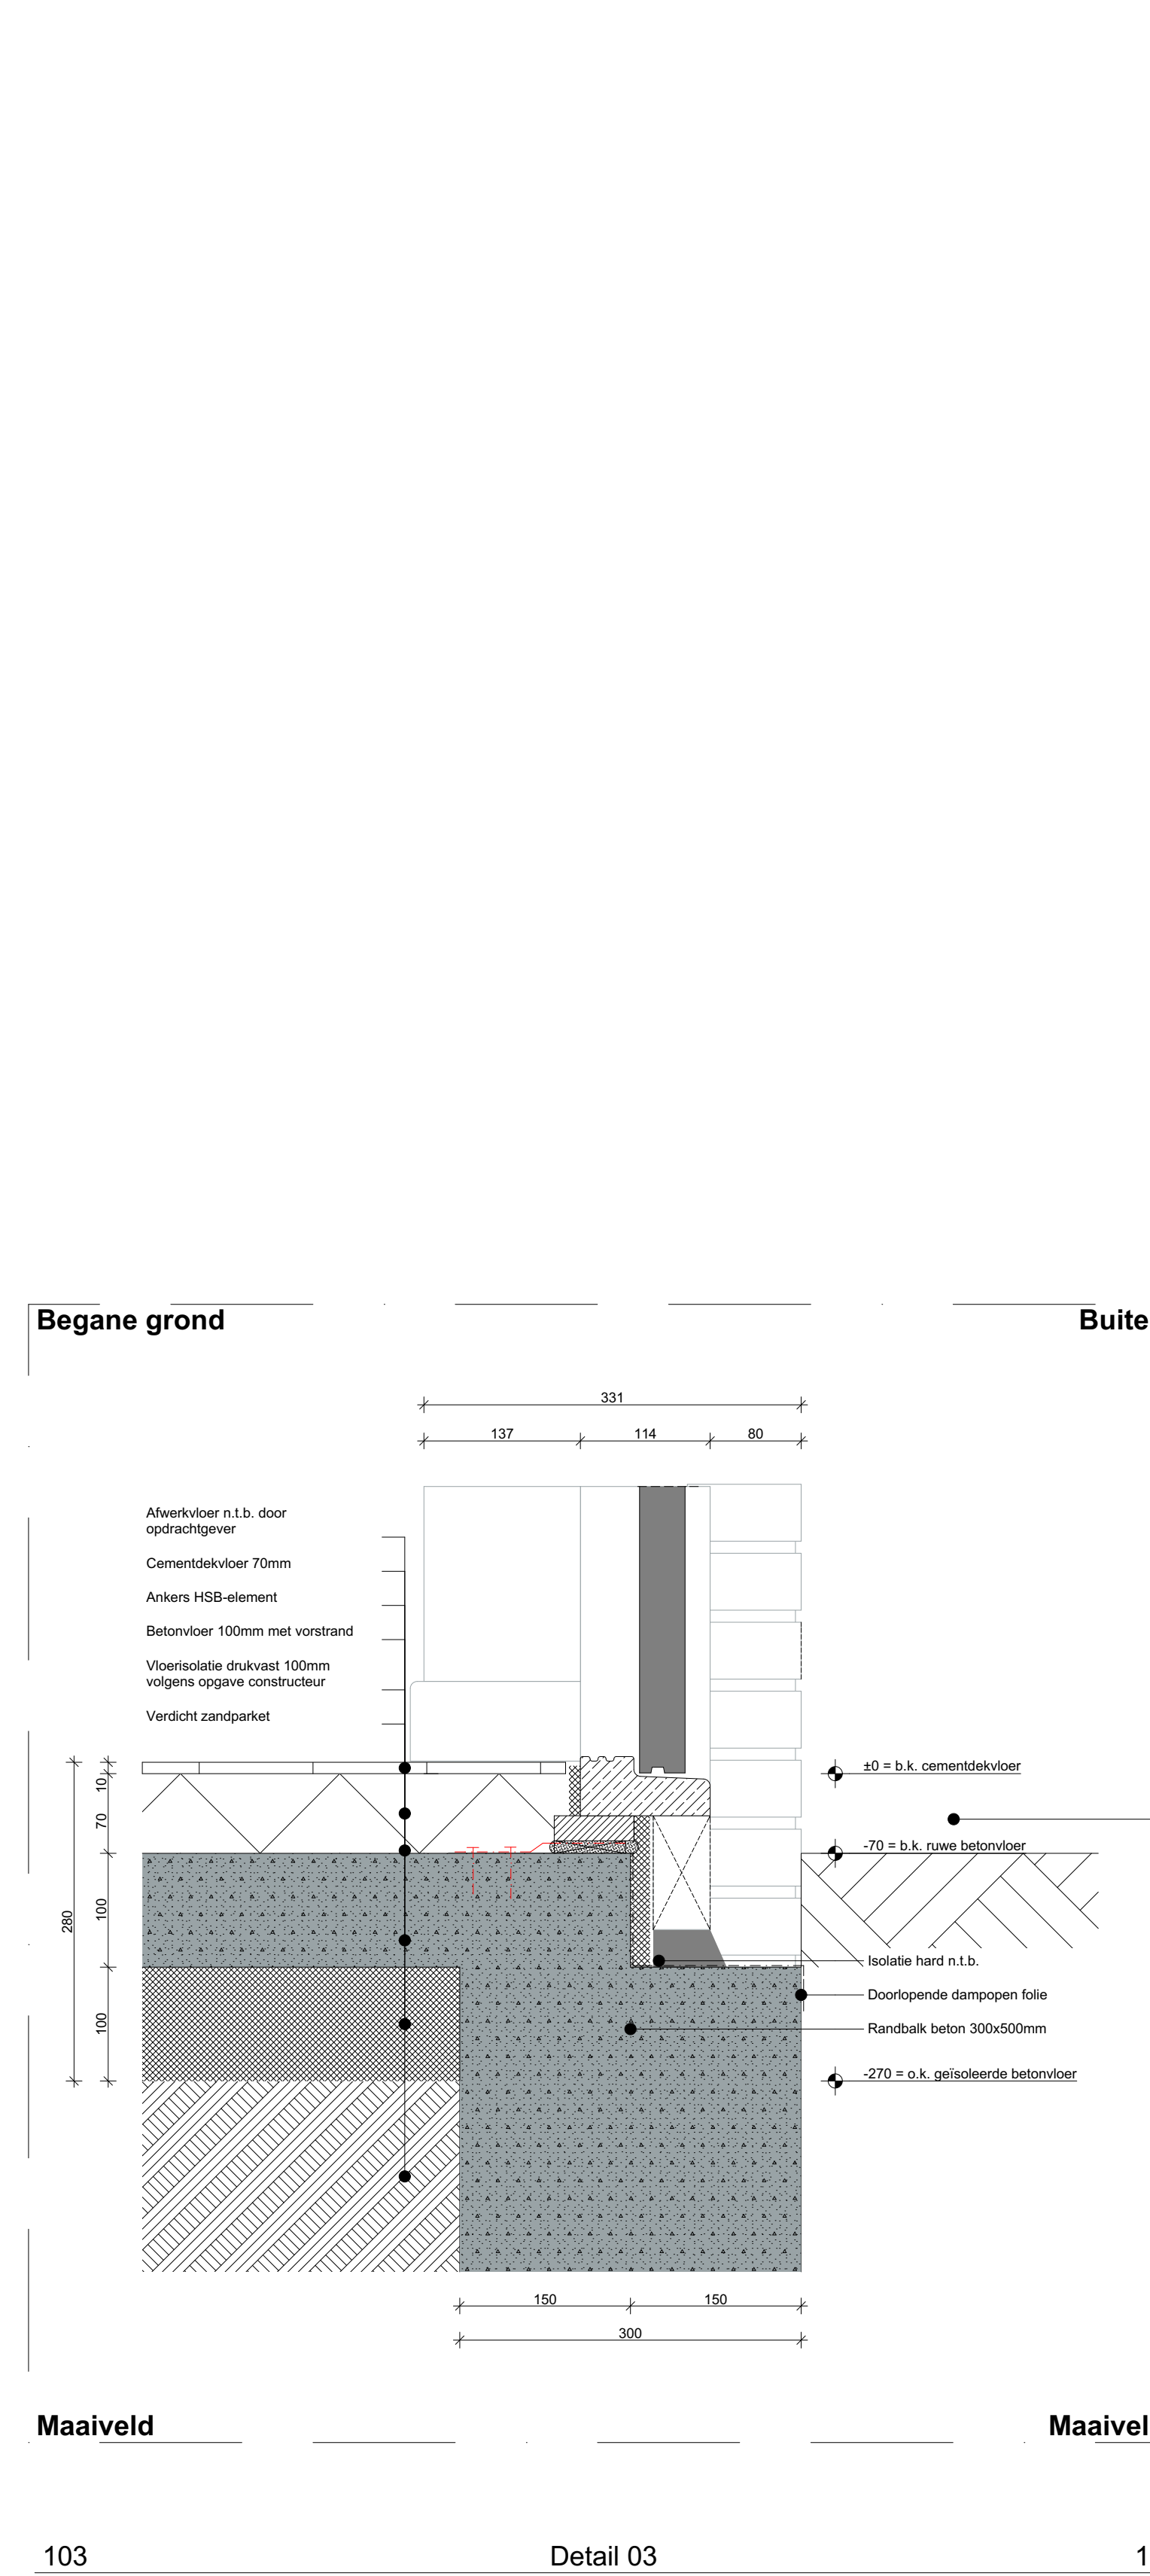 Begane grond
Buite
331
137
114
80
Afwerkvloer n.t.b. door
opdrachtgever
Cementdekvloer 70mm
Ankers HSB-element
Betonvloer 100mm met vorstrand
Vloerisolatie drukvast 100mm
volgens opgave constructeur
Verdicht zandparket
10
70
100
100
280
±0 = b.k. cementdekvloer
-70 = b.k. ruwe betonvloer
Isolatie hard n.t.b.
Doorlopende dampopen folie
Randbalk beton 300x500mm
-270 = o.k. geïsoleerde betonvloer
150
150
300
Maaiveld
Maaivel
103
Detail 03
1